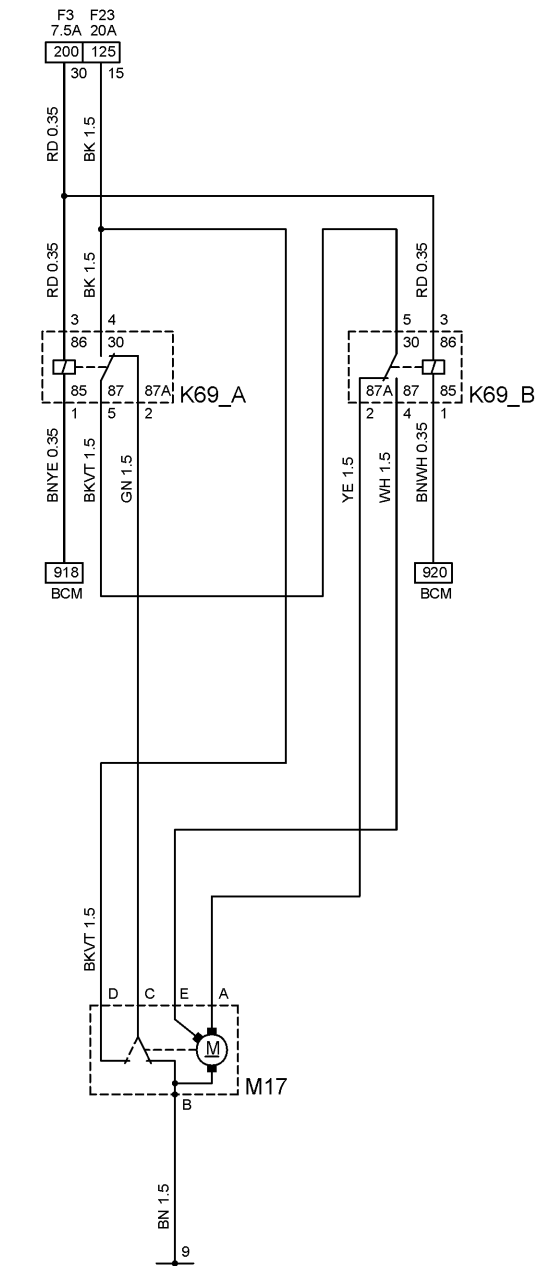 F3 F23
7.5A 20A
200 125
30 15
RD 0.35
BK 1.5
RD 0.35
BK 1.5
RD 0.35
3 4 5 3
86 30 30 86
85 87 87A 87A 87 85
K69_A K69_B
1 5 2 2 4 1
BNYE 0.35
BKVT 1.5
GN 1.5
YE 1.5
WH 1.5
BNWH 0.35
918 920
BCM BCM
BKVT 1.5
D C E A
M
M17
B
BN 1.5
9